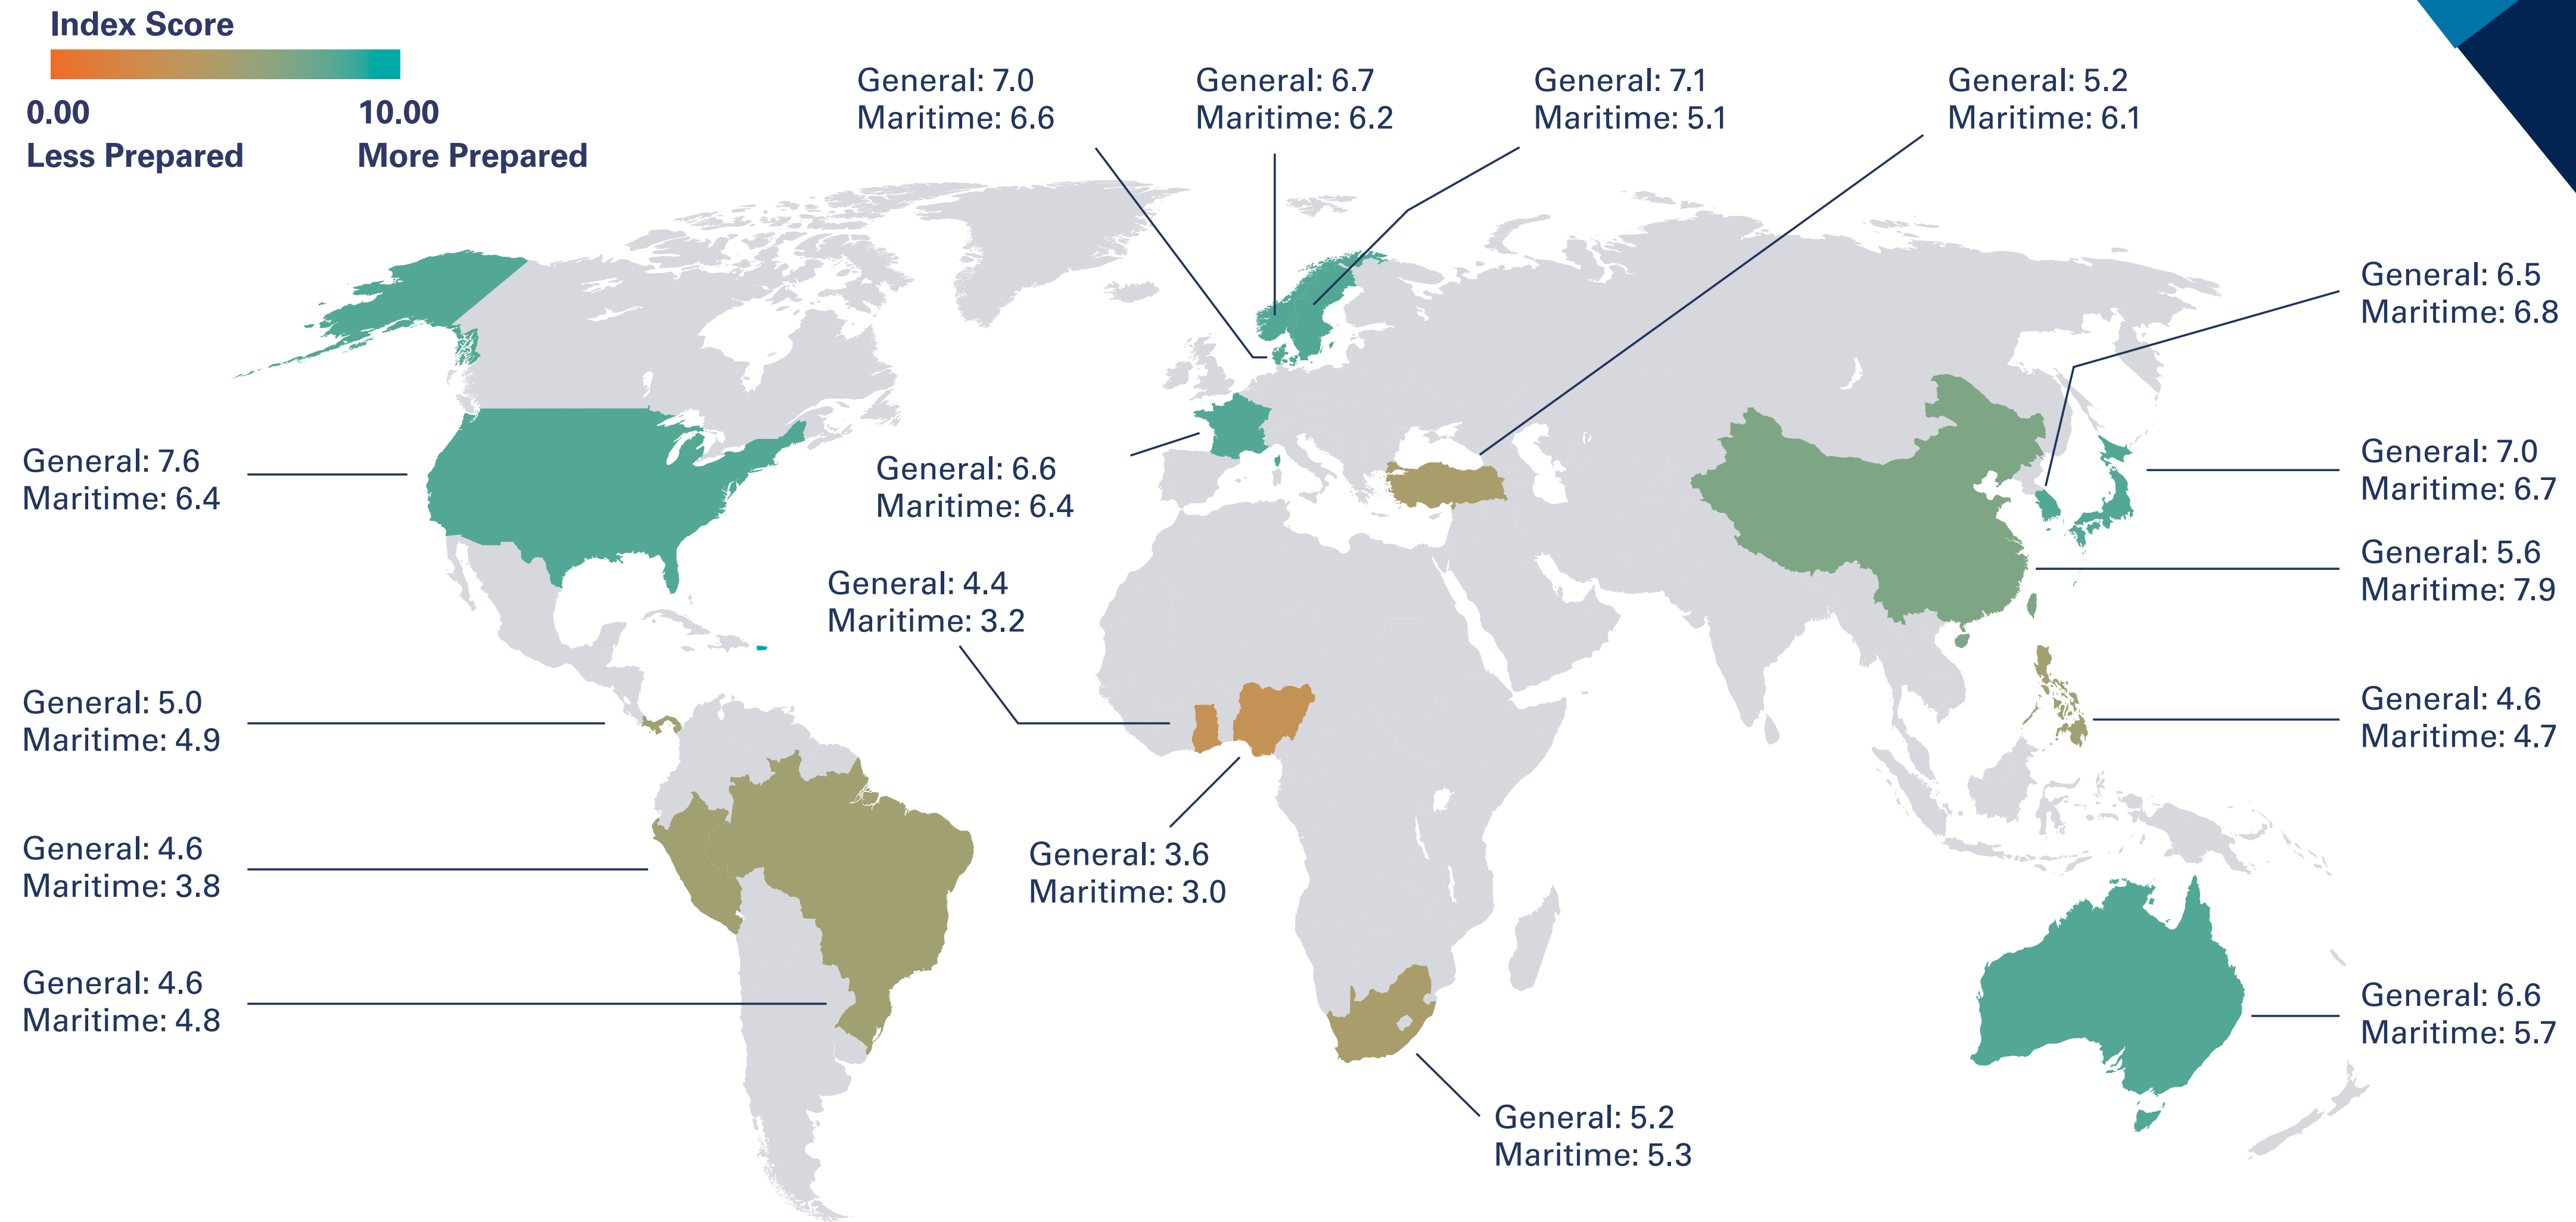 Index Score
0.00
10.00
Less Prepared
More Prepared
General: 7.0
Maritime: 6.6
General: 6.7
Maritime: 6.2
General: 7.1
Maritime: 5.1
General: 5.2
Maritime: 6.1
General: 6.5
Maritime: 6.8
General: 7.6
Maritime: 6.4
General: 6.6
Maritime: 6.4
General: 7.0
Maritime: 6.7
General: 4.4
Maritime: 3.2
General: 5.6
Maritime: 7.9
General: 5.0
Maritime: 4.9
General: 4.6
Maritime: 4.7
General: 4.6
Maritime: 3.8
General: 3.6
Maritime: 3.0
General: 4.6
Maritime: 4.8
General: 6.6
Maritime: 5.7
General: 5.2
Maritime: 5.3